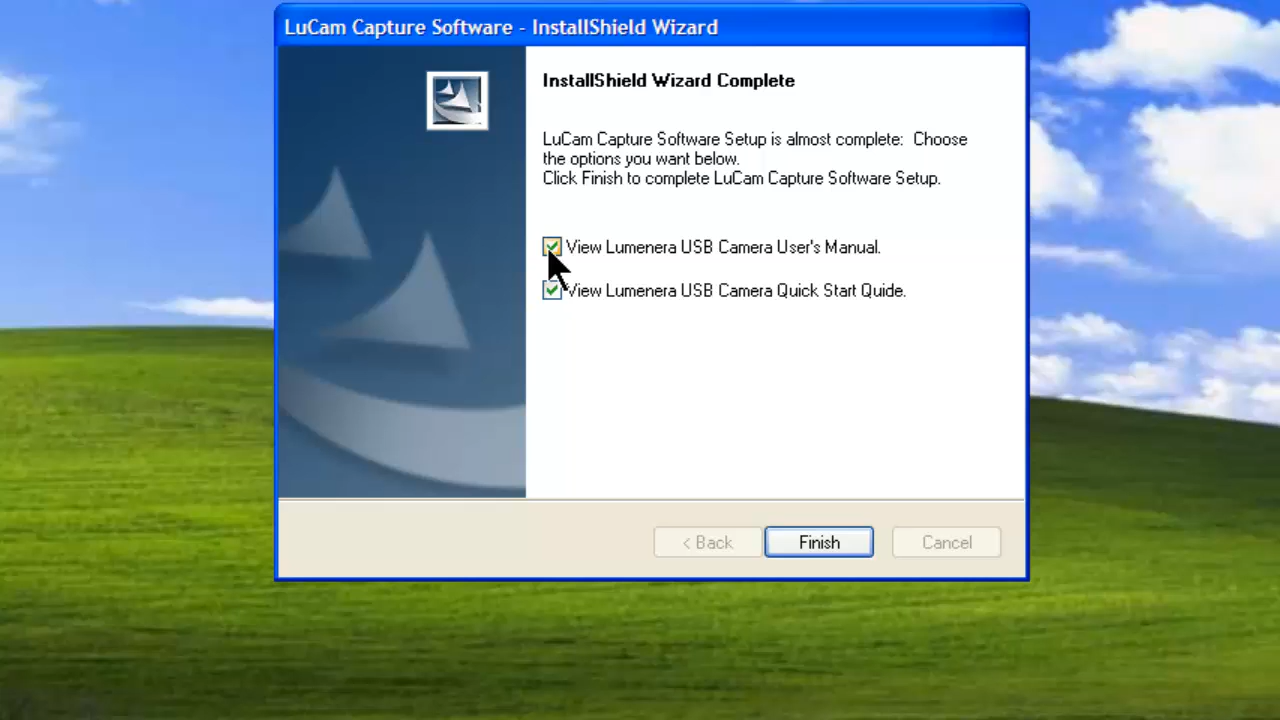 LuCam Capture Software - InstallShield Wizard
InstallShield Wizard Complete
LuCam Capture Software Setup is almost complete:  Choose
the options you want below.
Click Finish to complete LuCam Capture Software Setup.
View Lumenera USB Camera User's Manual.
View Lumenera USB Camera Quick Start Guide.
< Back
Finish
Cancel